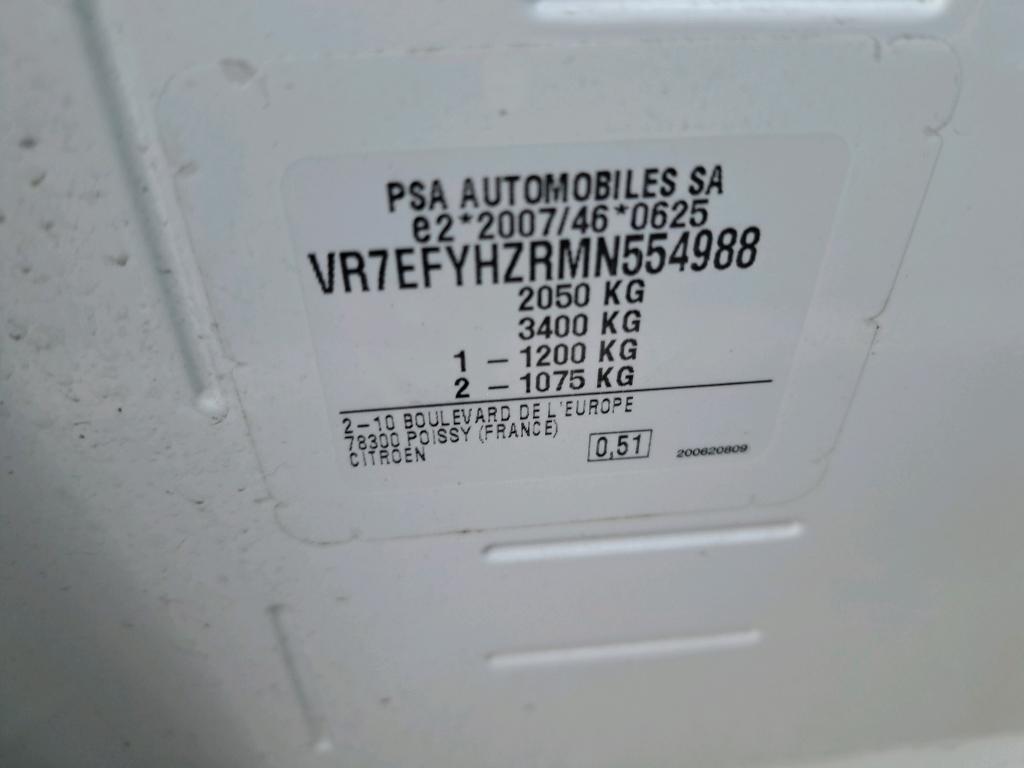 PSA AUTOMOBILES SA
e2*2007/46*0625
VR7EFYHZRMN554988
2050 KG
3400 KG
1 – 1200 KG
2 – 1075 KG
2–10 BOULEVARD DE L'EUROPE
78300 POISSY (FRANCE)
CITROEN
0,51
200620809